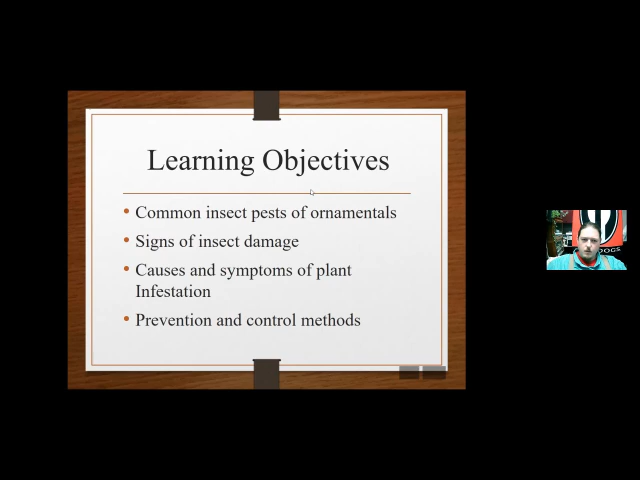 Learning Objectives
• Common insect pests of ornamentals
• Signs of insect damage
• Causes and symptoms of plant
Infestation
• Prevention and control methods